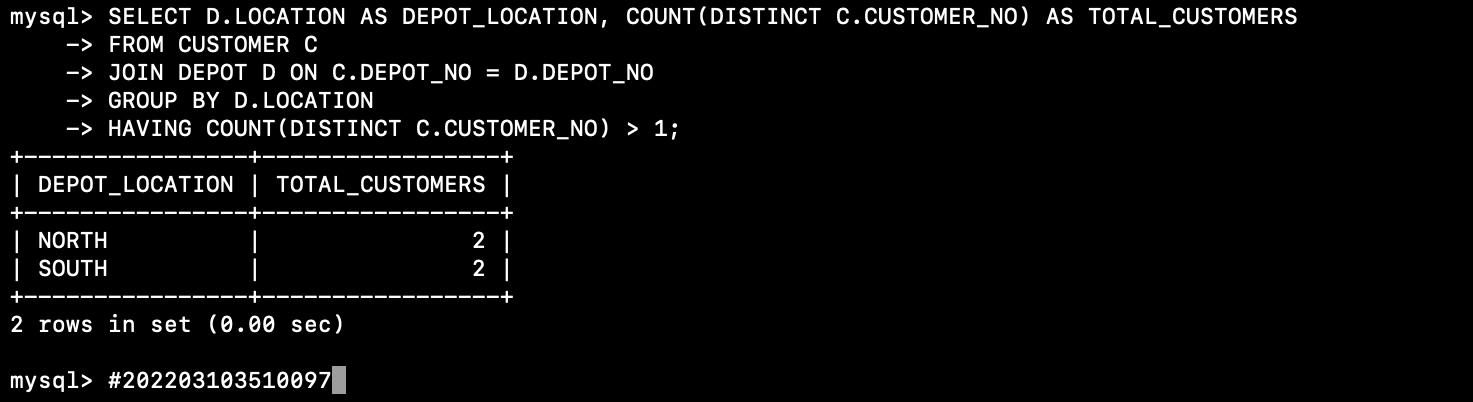 mysql> SELECT D.LOCATION AS DEPOT_LOCATION, COUNT(DISTINCT C.CUSTOMER_NO) AS TOTAL_CUSTOMERS
    -> FROM CUSTOMER C
    -> JOIN DEPOT D ON C.DEPOT_NO = D.DEPOT_NO
    -> GROUP BY D.LOCATION
    -> HAVING COUNT(DISTINCT C.CUSTOMER_NO) > 1;
+----------------+-----------------+
| DEPOT_LOCATION | TOTAL_CUSTOMERS |
+----------------+-----------------+
| NORTH          |               2 |
| SOUTH          |               2 |
+----------------+-----------------+
2 rows in set (0.00 sec)
mysql> #202203103510097